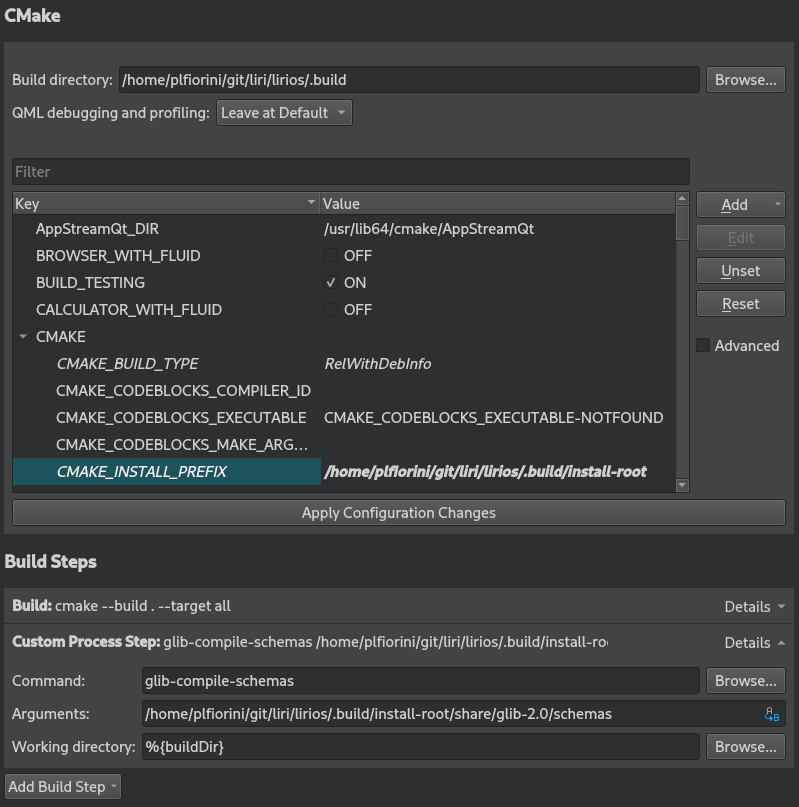 CMake
Build directory: /home/plfiorini/git/liri/lirios/.build Browse...
QML debugging and profiling: Leave at Default
Filter
Key Value
Add
AppStreamQt_DIR /usr/lib64/cmake/AppStreamQt
Edit
BROWSER_WITH_FLUID OFF
BUILD_TESTING ON
Unset
CALCULATOR_WITH_FLUID OFF
Reset
CMAKE
Advanced
CMAKE_BUILD_TYPE RelWithDebInfo
CMAKE_CODEBLOCKS_COMPILER_ID
CMAKE_CODEBLOCKS_EXECUTABLE CMAKE_CODEBLOCKS_EXECUTABLE-NOTFOUND
CMAKE_CODEBLOCKS_MAKE_ARG...
CMAKE_INSTALL_PREFIX /home/plfiorini/git/liri/lirios/.build/install-root
Apply Configuration Changes
Build Steps
Build: cmake --build . --target all Details
Custom Process Step: glib-compile-schemas /home/plfiorini/git/liri/lirios/.build/install-ro Details
Command: glib-compile-schemas Browse...
Arguments: /home/plfiorini/git/liri/lirios/.build/install-root/share/glib-2.0/schemas
Working directory: %{buildDir} Browse...
Add Build Step